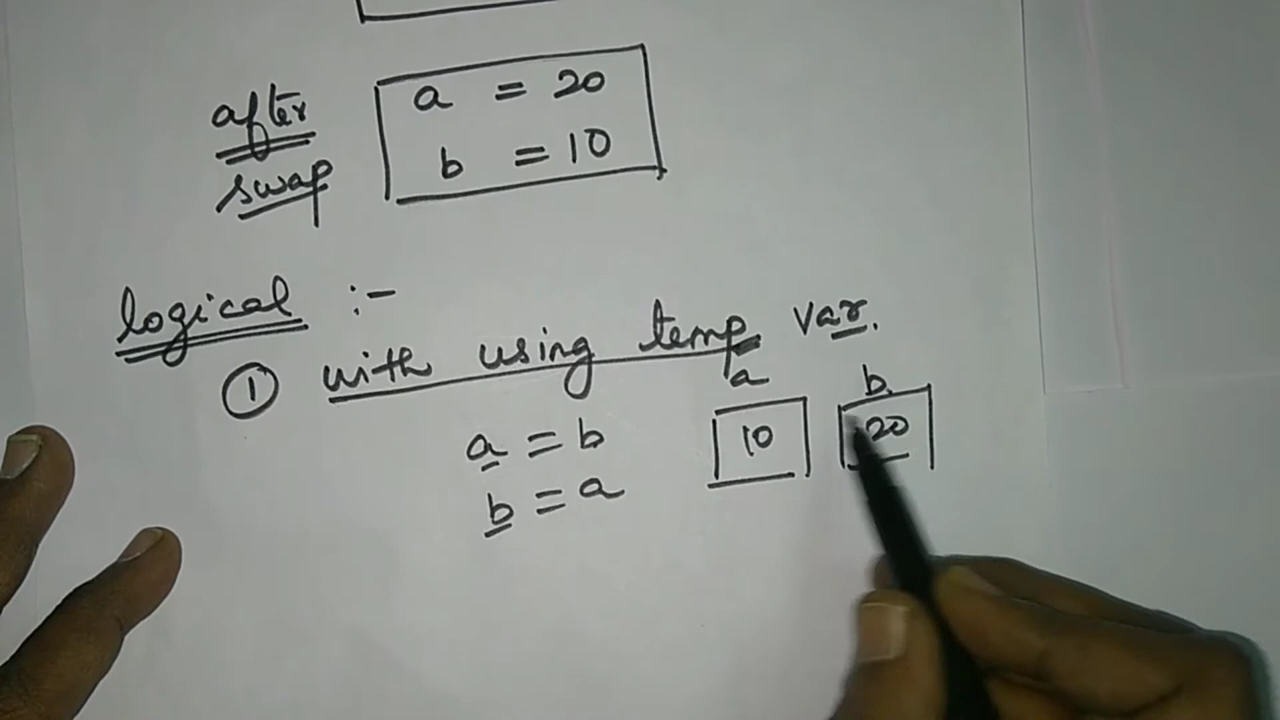 after
swap
a = 20
b = 10
logical :-
① with using temp var.
a = b
b = a
a
10
b
20